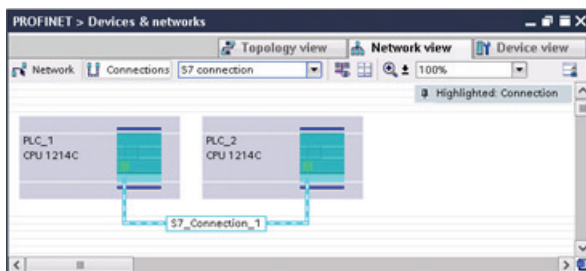 PROFINET > Devices & networks
Topology view Network view Device view
Network Connections S7 connection 100%
Highlighted: Connection
PLC_1 PLC_2
CPU 1214C CPU 1214C
S7_Connection_1